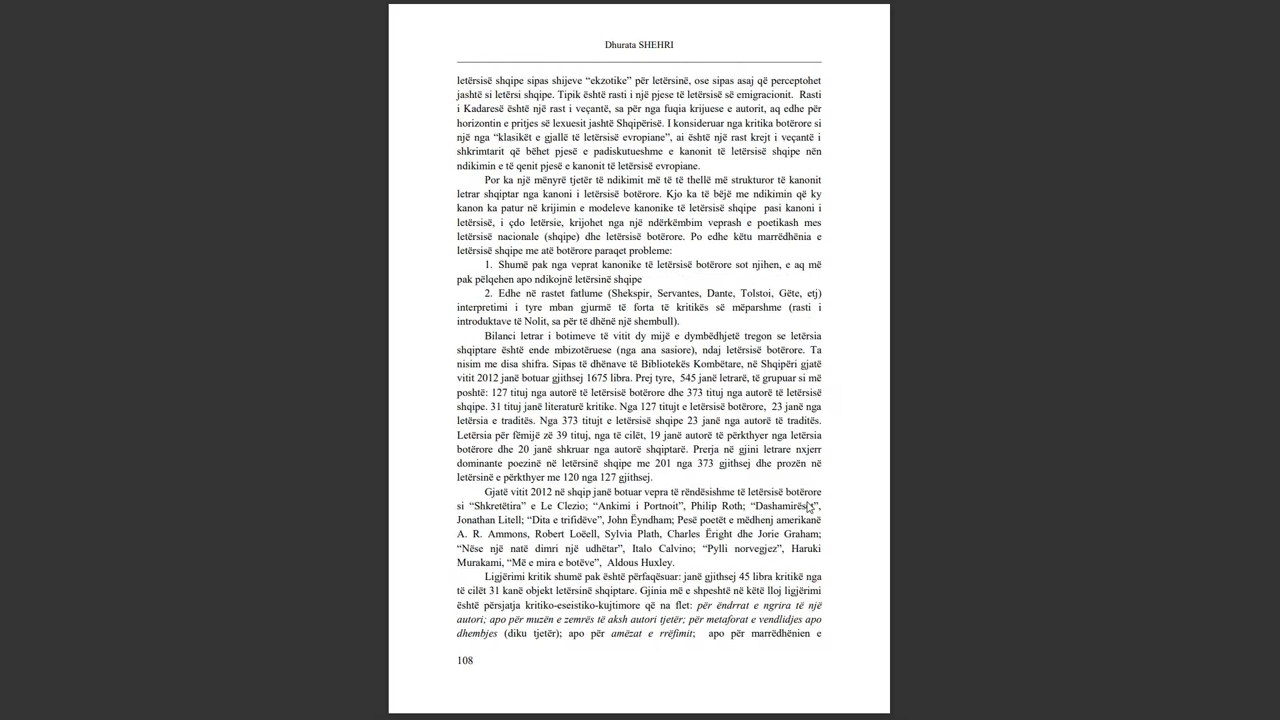 Dhurata SHEHRI
letërsisë shqipe sipas shijeve “ekzotike” për letërsinë, ose sipas asaj që perceptohet
jashtë si letërsi shqipe. Tipik është rasti i një pjese të letërsisë së emigracionit. Rasti
i Kadaresë është një rast i veçantë, sa për nga fuqia krijuese e autorit, aq edhe për
horizontin e pritjes së lexuesit jashtë Shqipërisë. I konsideruar nga kritika botërore si
një nga “klasikët e gjallë të letërsisë evropiane”, ai është një rast krejt i veçantë i
shkrimtarit që bëhet pjesë e padiskutueshme e kanonit të letërsisë shqipe nën
ndikimin e të qenit pjesë e kanonit të letërsisë evropiane.
Por ka një mënyrë tjetër të ndikimit më të të thellë më strukturor të kanonit
letrar shqiptar nga kanoni i letërsisë botërore. Kjo ka të bëjë me ndikimin që ky
kanon ka patur në krijimin e modeleve kanonike të letërsisë shqipe pasi kanoni i
letërsisë, i çdo letërsie, krijohet nga një ndërkëmbim veprash e poetikash mes
letërsisë nacionale (shqipe) dhe letërsisë botërore. Po edhe këtu marrëdhënia e
letërsisë shqipe me atë botërore paraqet probleme:
1. Shumë pak nga veprat kanonike të letërsisë botërore sot njihen, e aq më
pak pëlqehen apo ndikojnë letërsinë shqipe
2. Edhe në rastet fatlume (Shekspir, Servantes, Dante, Tolstoi, Gëte, etj)
interpretimi i tyre mban gjurmë të forta të kritikës së mëparshme (rasti i
introduktave të Nolit, sa për të dhënë një shembull).
Bilanci letrar i botimeve të vitit dy mijë e dymbëdhjetë tregon se letërsia
shqiptare është ende mbizotëruese (nga ana sasiore), ndaj letërsisë botërore. Ta
nisim me disa shifra. Sipas të dhënave të Bibliotekës Kombëtare, në Shqipëri gjatë
vitit 2012 janë botuar gjithsej 1675 libra. Prej tyre, 545 janë letrarë, të grupuar si më
poshtë: 127 tituj nga autorë të letërsisë botërore dhe 373 tituj nga autorë të letërsisë
shqipe. 31 tituj janë literaturë kritike. Nga 127 titujt e letërsisë botërore, 23 janë nga
letërsia e traditës. Nga 373 titujt e letërsisë shqipe 23 janë nga autorë të traditës.
Letërsia për fëmijë zë 39 tituj, nga të cilët, 19 janë autorë të përkthyer nga letërsia
botërore dhe 20 janë shkruar nga autorë shqiptarë. Prerja në gjini letrare nxjerr
dominante poezinë në letërsinë shqipe me 201 nga 373 gjithsej dhe prozën në
letërsinë e përkthyer me 120 nga 127 gjithsej.
Gjatë vitit 2012 në shqip janë botuar vepra të rëndësishme të letërsisë botërore
si “Shkretëtira” e Le Clezio; “Ankimi i Portnoit”, Philip Roth; “Dashamirësit”,
Jonathan Litell; “Dita e trifidëve”, John Ëyndham; Pesë poetët e mëdhenj amerikanë
A. R. Ammons, Robert Loëell, Sylvia Plath, Charles Ëright dhe Jorie Graham;
“Nëse një natë dimri një udhëtar”, Italo Calvino; “Pylli norvegjez”, Haruki
Murakami, “Më e mira e botëve”, Aldous Huxley.
Ligjërimi kritik shumë pak është përfaqësuar: janë gjithsej 45 libra kritikë nga
të cilët 31 kanë objekt letërsinë shqiptare. Gjinia më e shpeshtë në këtë lloj ligjërimi
është përsjatja kritiko-eseistiko-kujtimore që na flet: për ëndrrat e ngrira të një
autori; apo për muzën e zemrës të aksh autori tjetër; për metaforat e vendlidjes apo
dhembjes (diku tjetër); apo për amëzat e rrëfimit; apo për marrëdhënien e
108